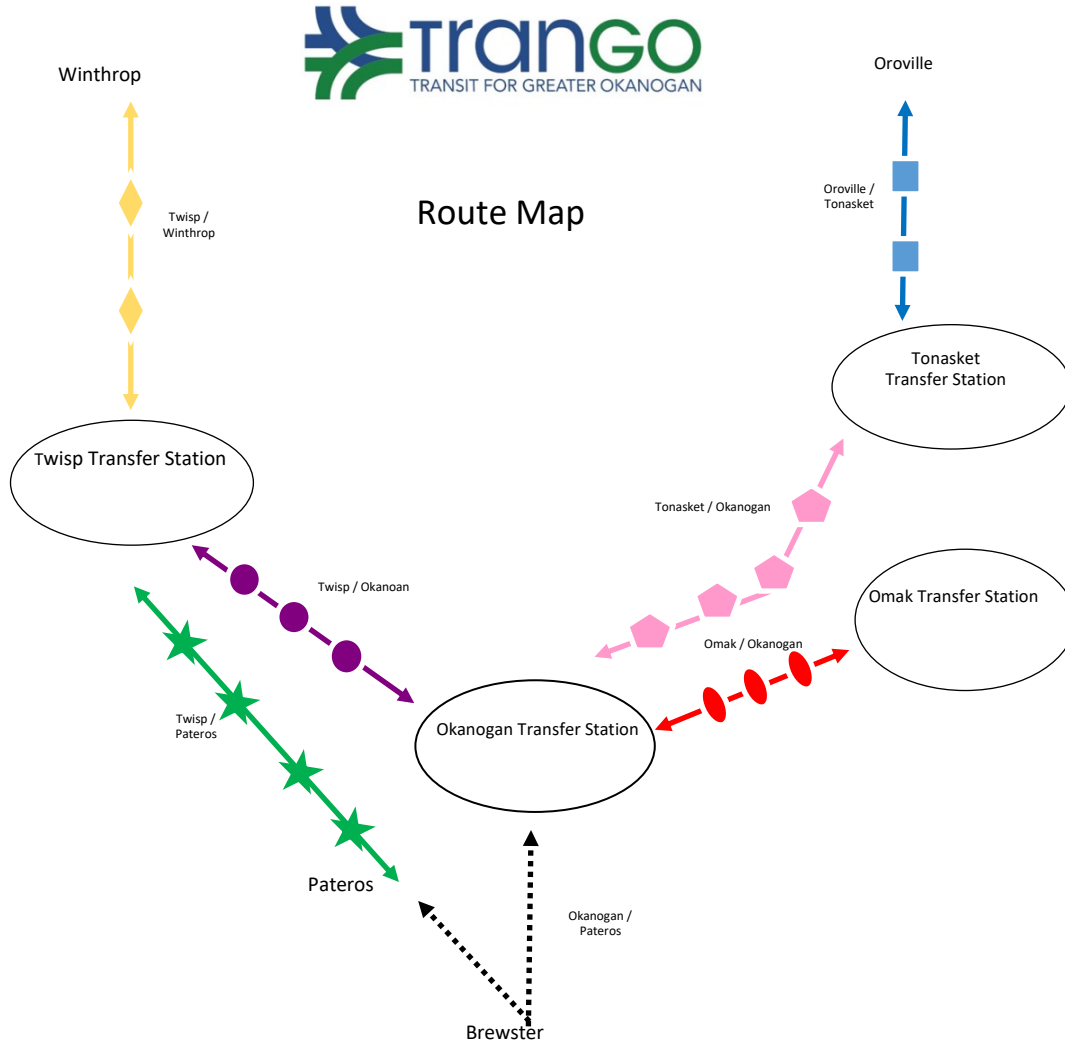 TranGO
TRANSIT FOR GREATER OKANOGAN
Winthrop
Oroville
Route Map
Twisp /
Winthrop
Oroville /
Tonasket
Tonasket
Transfer Station
Twisp Transfer Station
Tonasket / Okanogan
Twisp / Okanoan
Omak Transfer Station
Omak / Okanogan
Twisp /
Pateros
Okanogan Transfer Station
Pateros
Okanogan /
Pateros
Brewster